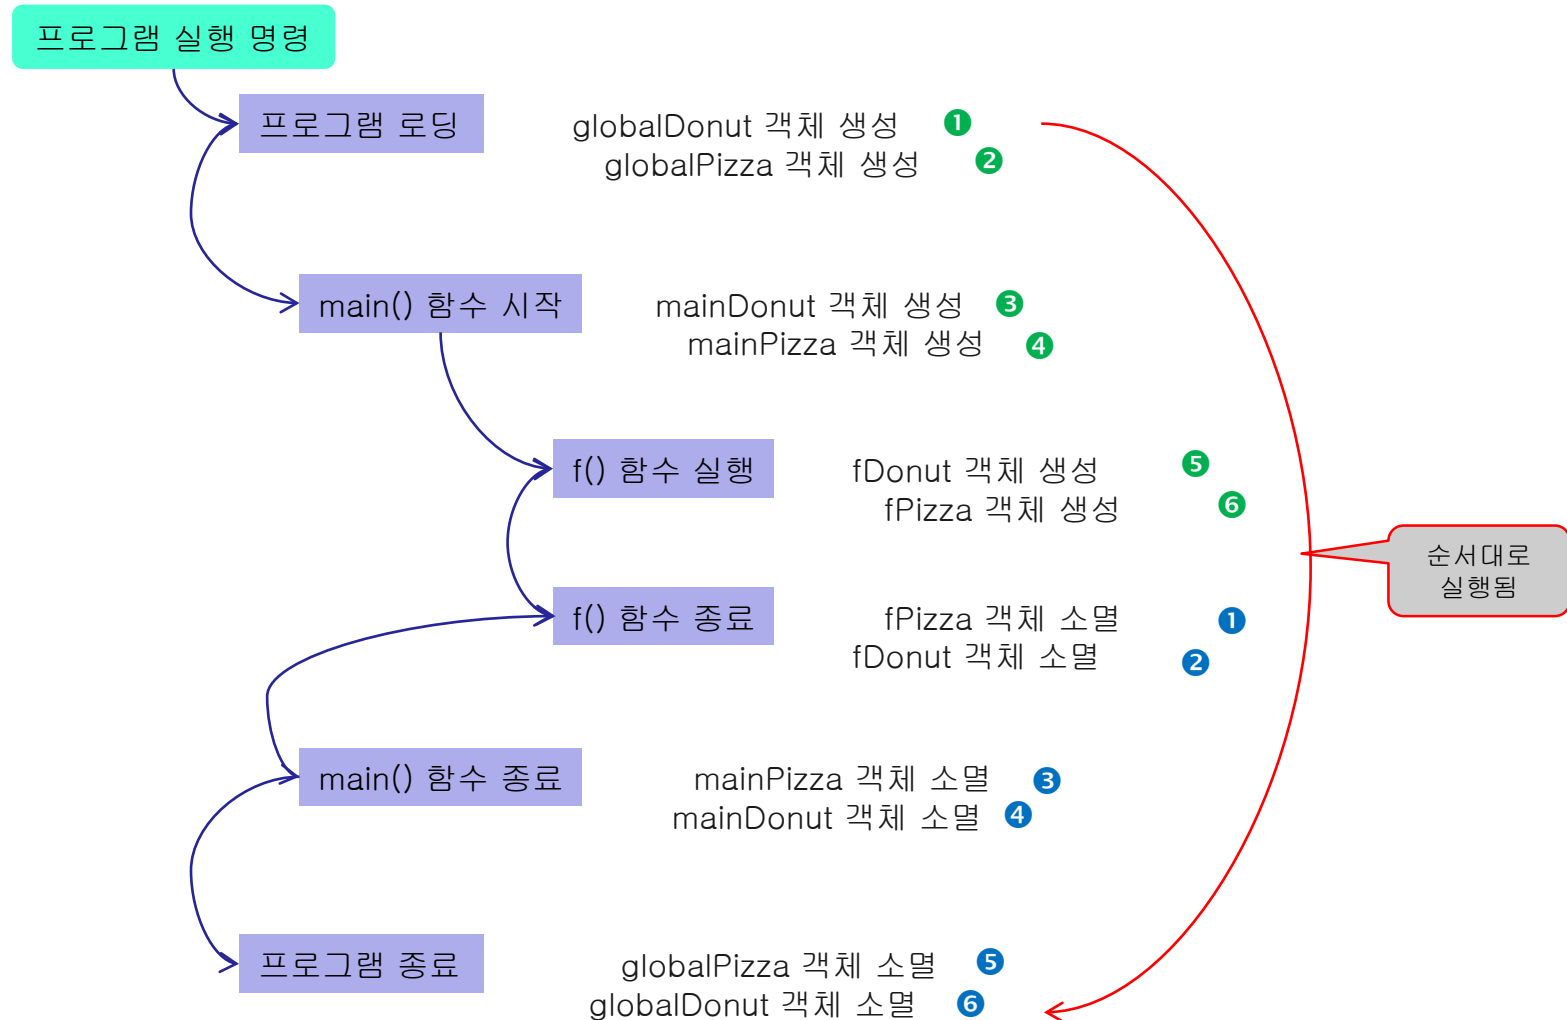 프로그램 실행 명령
프로그램 로딩
globalDonut 객체 생성 ❶
globalPizza 객체 생성 ❷
main() 함수 시작
mainDonut 객체 생성 ❸
mainPizza 객체 생성 ❹
f() 함수 실행
fDonut 객체 생성 ❺
fPizza 객체 생성 ❻
순서대로
실행됨
f() 함수 종료
fPizza 객체 소멸 ❶
fDonut 객체 소멸 ❷
main() 함수 종료
mainPizza 객체 소멸 ❸
mainDonut 객체 소멸 ❹
프로그램 종료
globalPizza 객체 소멸 ❺
globalDonut 객체 소멸 ❻